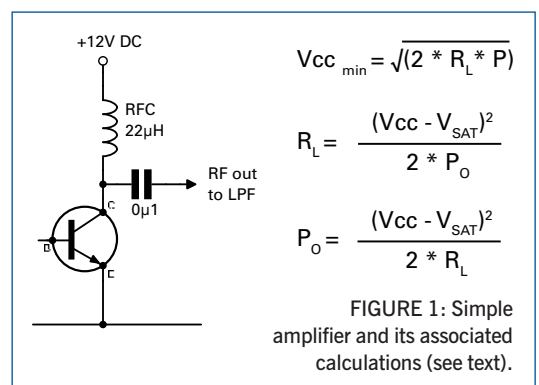 +12V DC
RFC
22µH
RF out
to LPF
0µ1
C
B
E
Vcc min = √(2 * RL * P)
RL = (Vcc - VSAT)² / 2 * PO
PO = (Vcc - VSAT)² / 2 * RL
FIGURE 1: Simple
amplifier and its associated
calculations (see text).